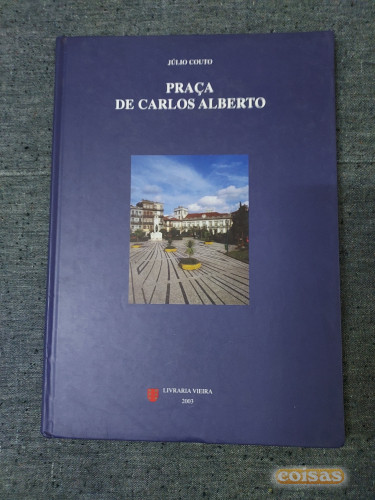 JÚLIO COUTO
PRAÇA
DE CARLOS ALBERTO
LIVRARIA VIEIRA
2003
coisas